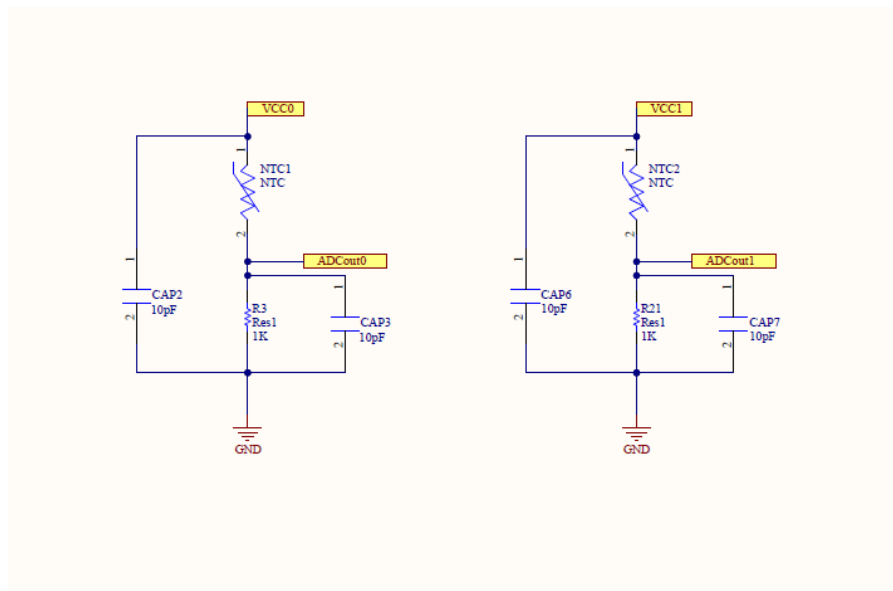 VCC0
1
NTC1
NTC
2
ADCout0
1
CAP2
10pF
2
1
R3
Res1
1K
CAP3
10pF
2
GND
VCC1
1
NTC2
NTC
2
ADCout1
1
CAP6
10pF
2
1
R21
Res1
1K
CAP7
10pF
2
GND